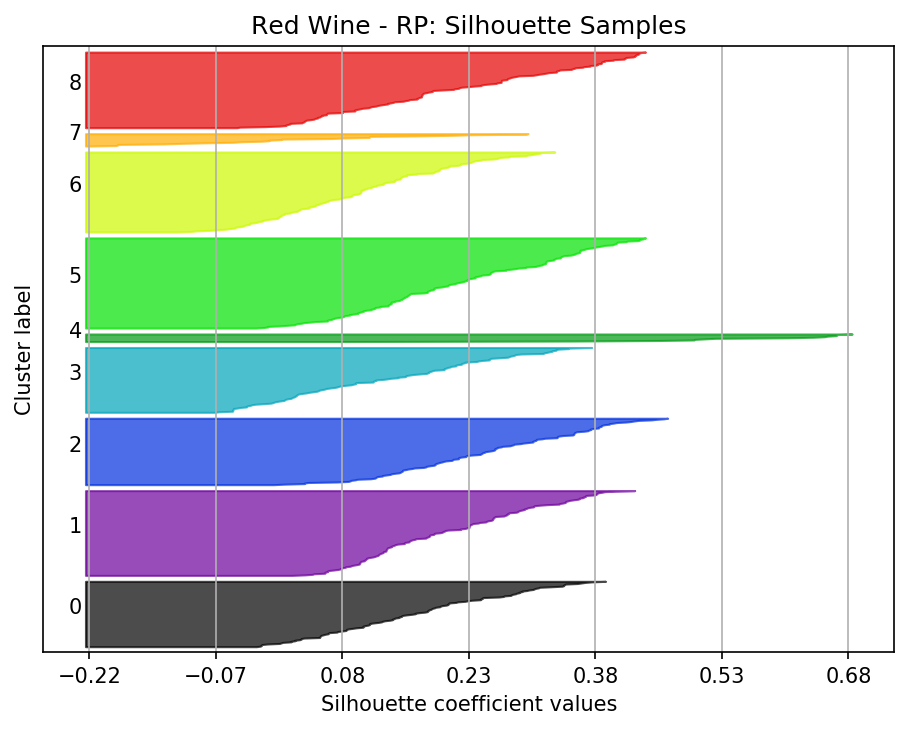 Red Wine - RP: Silhouette Samples
8
7
6
5
4
3
2
1
0
Cluster label
−0.22 −0.07 0.08 0.23 0.38 0.53 0.68
Silhouette coefficient values